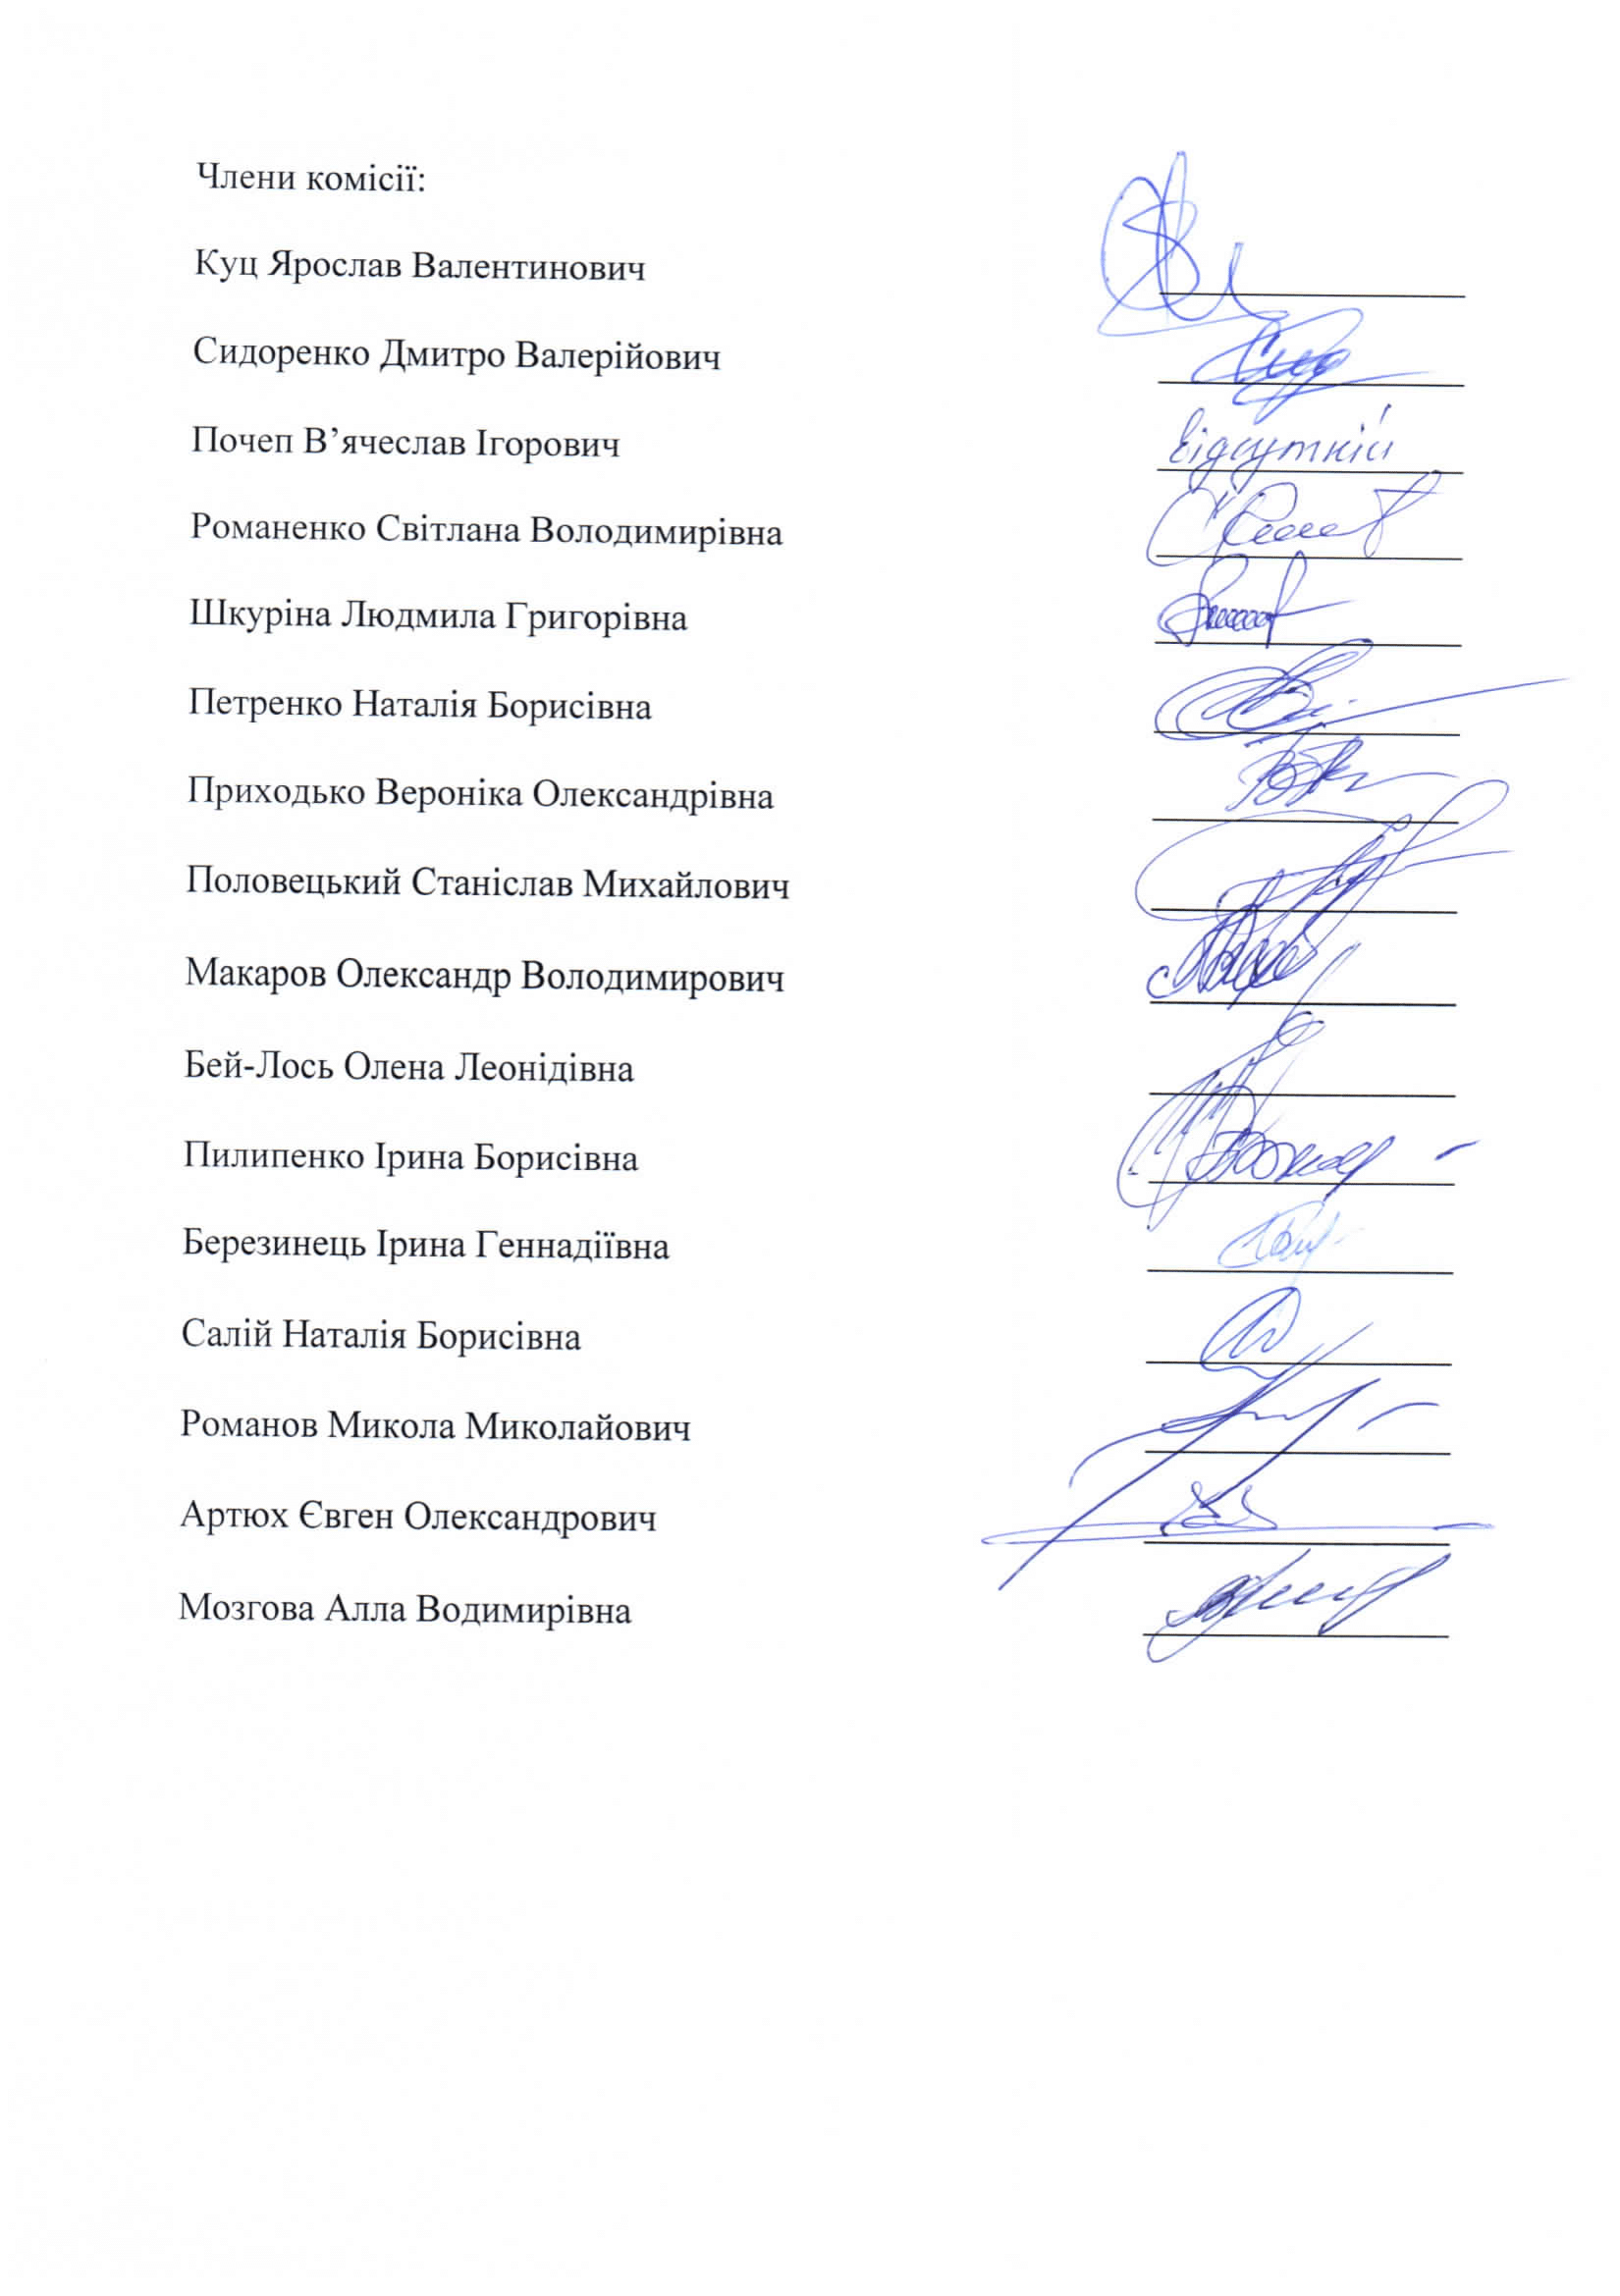 Члени комісії:
Куц Ярослав Валентинович
Сидоренко Дмитро Валерійович
Почеп В’ячеслав Ігорович відсутній
Романенко Світлана Володимирівна
Шкуріна Людмила Григорівна
Петренко Наталія Борисівна
Приходько Вероніка Олександрівна
Половецький Станіслав Михайлович
Макаров Олександр Володимирович
Бей-Лось Олена Леонідівна
Пилипенко Ірина Борисівна
Березинець Ірина Геннадіївна
Салій Наталія Борисівна
Романов Микола Миколайович
Артюх Євген Олександрович
Мозгова Алла Водимирівна